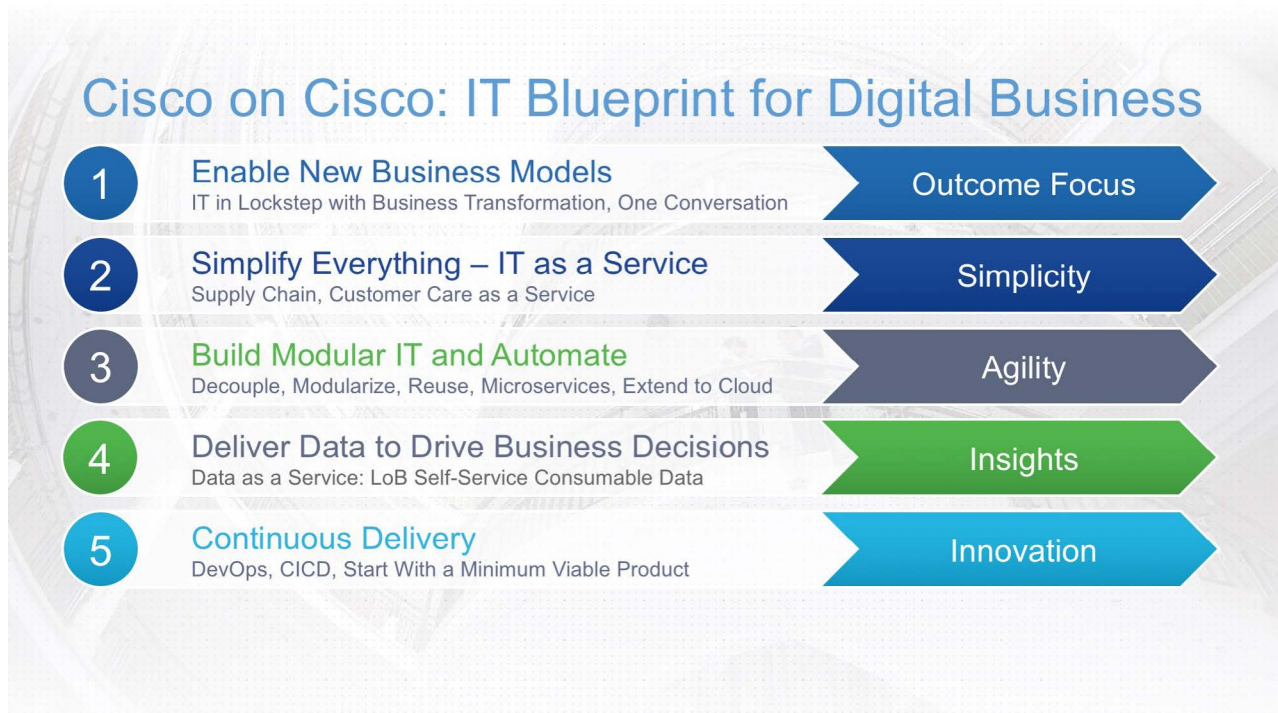 Cisco on Cisco: IT Blueprint for Digital Business
1
Enable New Business Models
IT in Lockstep with Business Transformation, One Conversation
Outcome Focus
2
Simplify Everything – IT as a Service
Supply Chain, Customer Care as a Service
Simplicity
3
Build Modular IT and Automate
Decouple, Modularize, Reuse, Microservices, Extend to Cloud
Agility
4
Deliver Data to Drive Business Decisions
Data as a Service: LoB Self-Service Consumable Data
Insights
5
Continuous Delivery
DevOps, CICD, Start With a Minimum Viable Product
Innovation